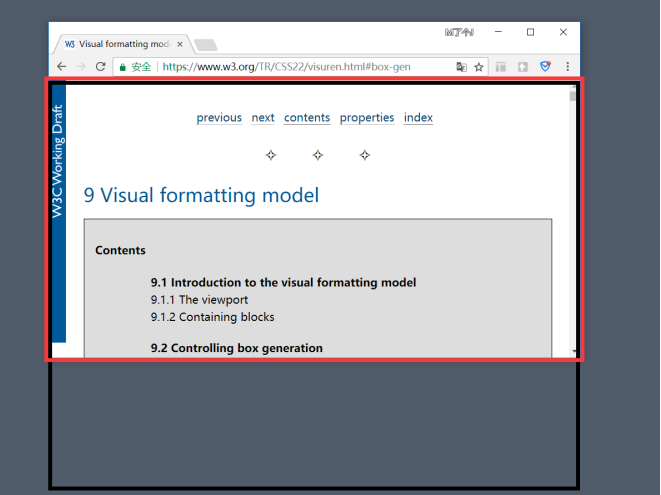 Visual formatting mod
安全 | https://www.w3.org/TR/CSS22/visuren.html#box-gen
W3C Working Draft
previous next contents properties index
9 Visual formatting model
Contents
9.1 Introduction to the visual formatting model
9.1.1 The viewport
9.1.2 Containing blocks
9.2 Controlling box generation